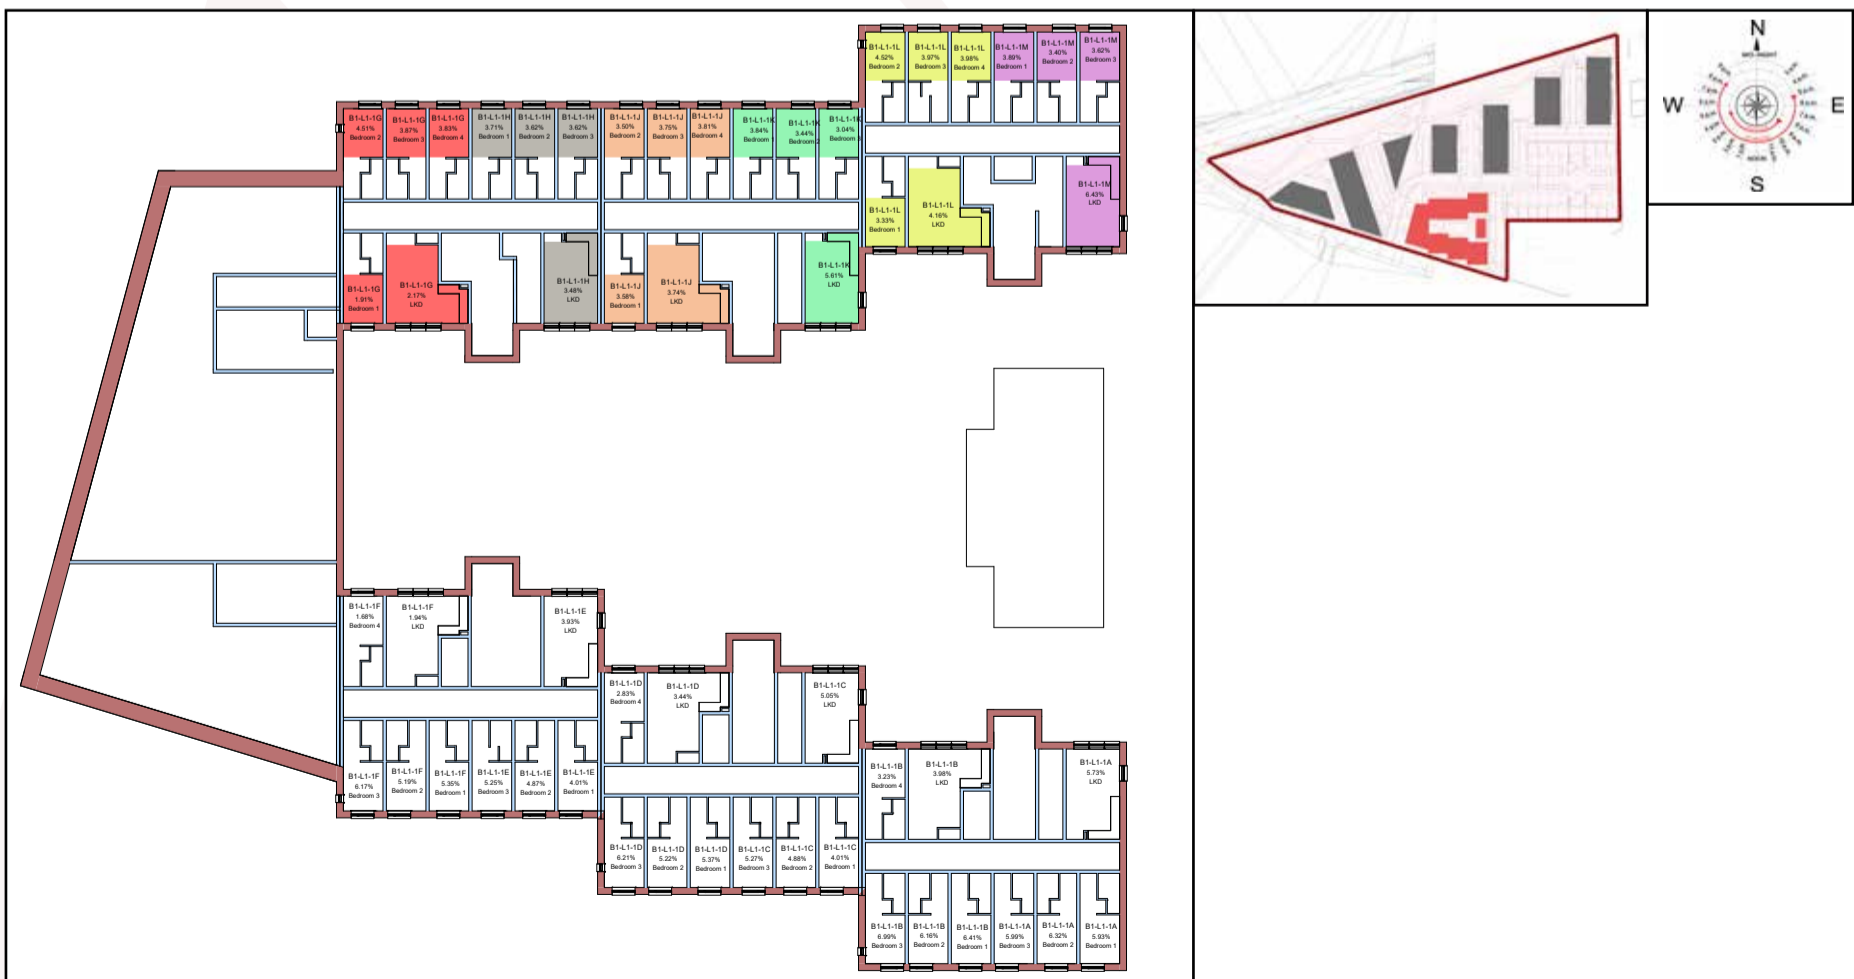 B1-L1-1L
4.52%
Bedroom 2
B1-L1-1L
3.97%
Bedroom 3
B1-L1-1L
3.98%
Bedroom 4
B1-L1-1M
3.89%
Bedroom 1
B1-L1-1M
3.40%
Bedroom 2
B1-L1-1M
3.62%
Bedroom 3
B1-L1-1G
4.51%
Bedroom 2
B1-L1-1G
3.87%
Bedroom 3
B1-L1-1G
3.83%
Bedroom 4
B1-L1-1H
3.71%
Bedroom 1
B1-L1-1H
3.62%
Bedroom 2
B1-L1-1H
3.62%
Bedroom 3
B1-L1-1J
3.50%
Bedroom 2
B1-L1-1J
3.75%
Bedroom 3
B1-L1-1J
3.81%
Bedroom 4
B1-L1-1K
3.84%
Bedroom 1
B1-L1-1K
3.44%
Bedroom 2
B1-L1-1K
3.04%
Bedroom
B1-L1-1L
3.33%
Bedroom 1
B1-L1-1L
4.16%
LKD
B1-L1-1M
6.43%
LKD
B1-L1-1G
1.91%
Bedroom 1
B1-L1-1G
2.17%
LKD
B1-L1-1H
3.48%
LKD
B1-L1-1J
3.58%
Bedroom 1
B1-L1-1J
3.74%
LKD
B1-L1-1K
5.61%
LKD
B1-L1-1F
1.68%
Bedroom 4
B1-L1-1F
1.94%
LKD
B1-L1-1E
3.93%
LKD
B1-L1-1D
2.83%
Bedroom 4
B1-L1-1D
3.44%
LKD
B1-L1-1C
5.05%
LKD
B1-L1-1B
3.23%
Bedroom 4
B1-L1-1B
3.98%
LKD
B1-L1-1A
5.73%
LKD
B1-L1-1F
6.17%
Bedroom 3
B1-L1-1F
5.19%
Bedroom 2
B1-L1-1F
5.35%
Bedroom 1
B1-L1-1E
5.25%
Bedroom 3
B1-L1-1E
4.87%
Bedroom 2
B1-L1-1E
4.01%
Bedroom 1
B1-L1-1D
6.21%
Bedroom 3
B1-L1-1D
5.22%
Bedroom 2
B1-L1-1D
5.37%
Bedroom 1
B1-L1-1C
5.27%
Bedroom 3
B1-L1-1C
4.88%
Bedroom 2
B1-L1-1C
4.01%
Bedroom 1
B1-L1-1B
6.99%
Bedroom 3
B1-L1-1B
6.16%
Bedroom 2
B1-L1-1B
6.41%
Bedroom 1
B1-L1-1A
5.99%
Bedroom 3
B1-L1-1A
6.32%
Bedroom 2
B1-L1-1A
5.93%
Bedroom 1
N
W
E
S